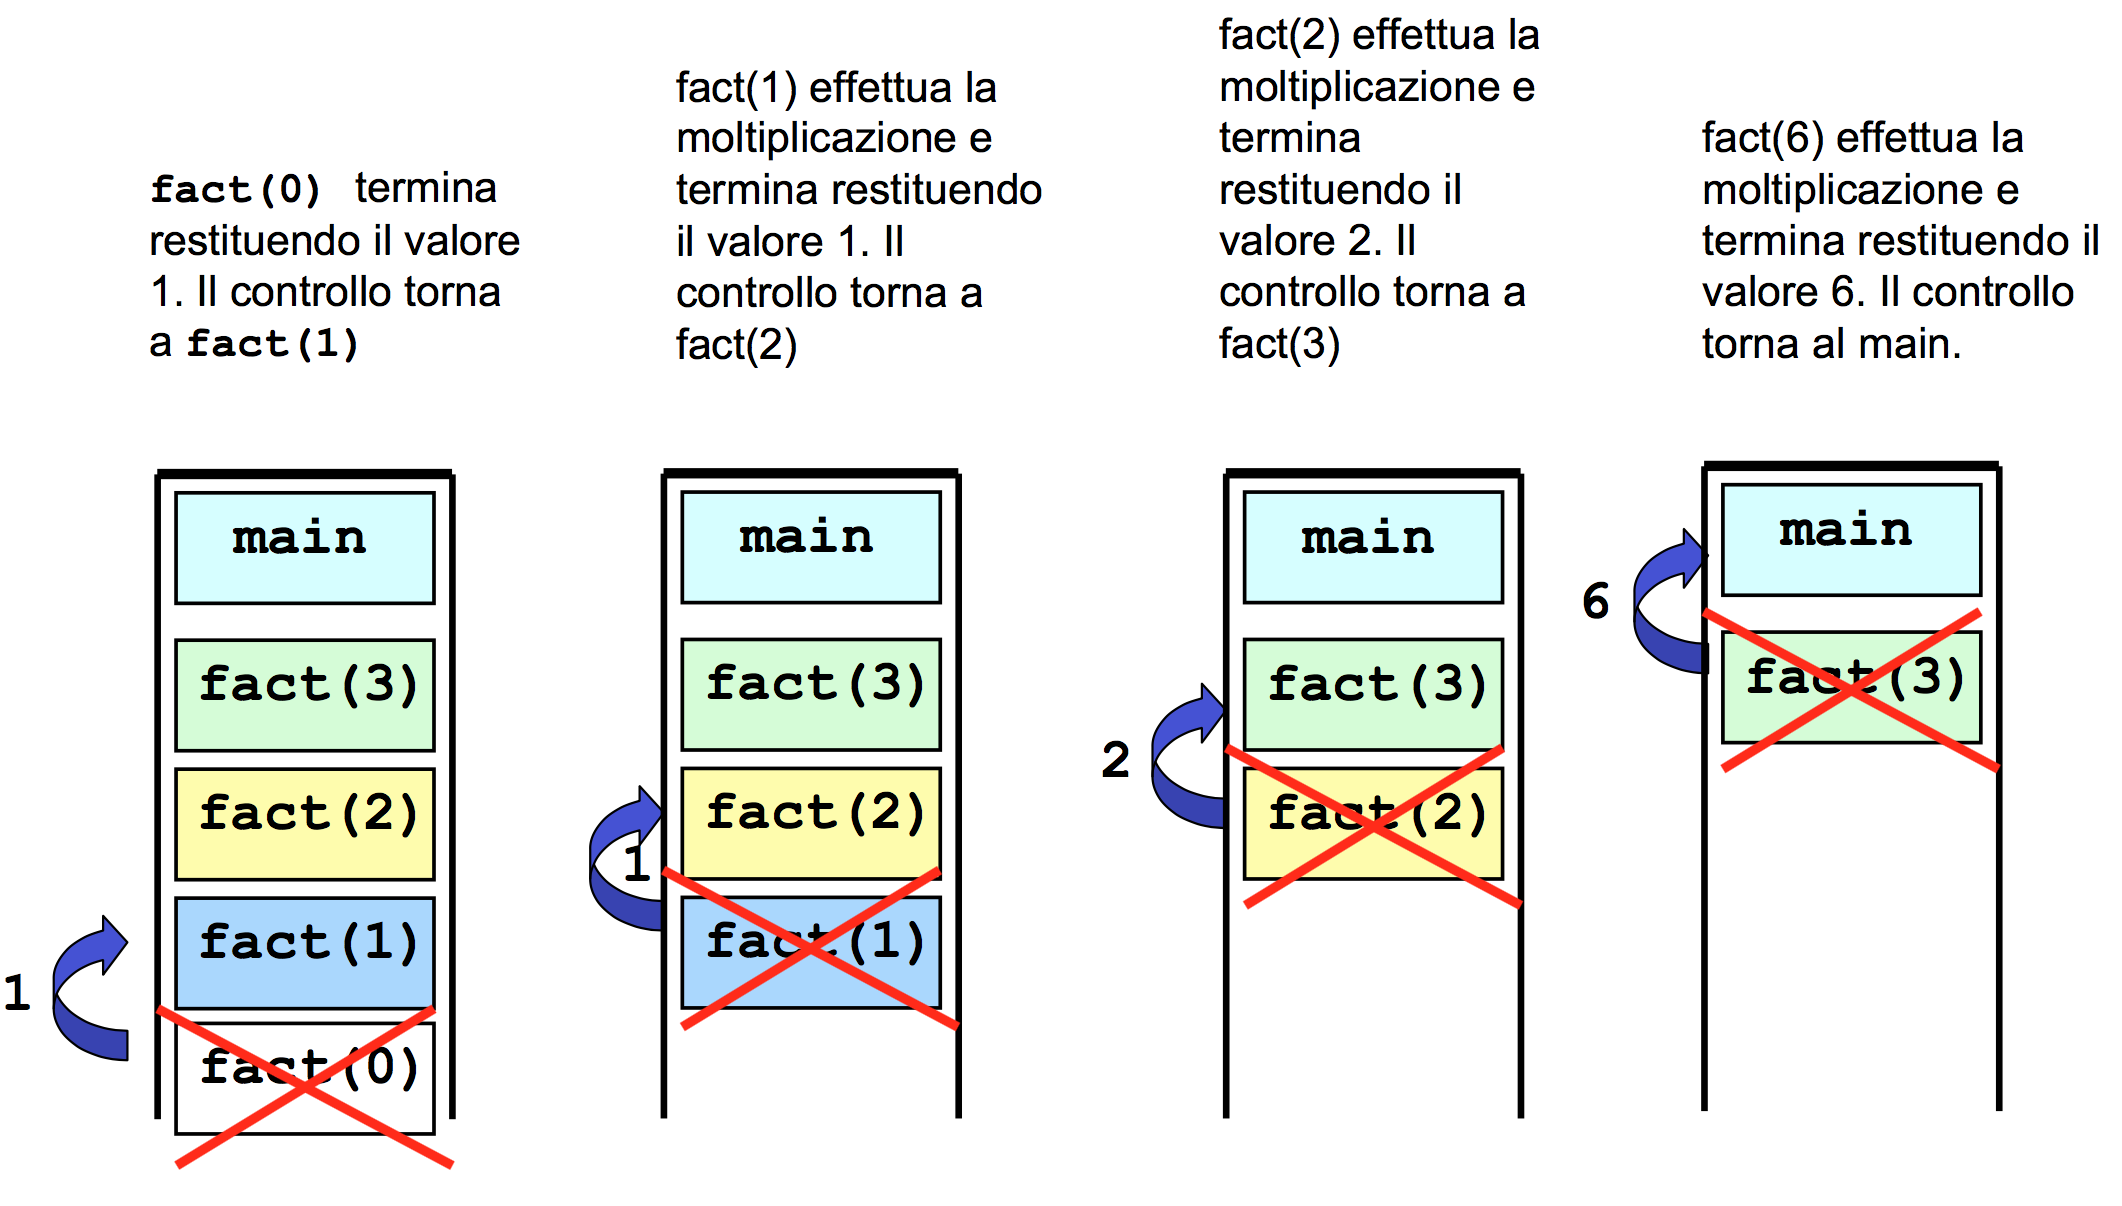 fact(0) termina
restituendo il valore
1. Il controllo torna
a fact(1)
fact(1) effettua la
moltiplicazione e
termina restituendo
il valore 1. Il
controllo torna a
fact(2)
fact(2) effettua la
moltiplicazione e
termina
restituendo il
valore 2. Il
controllo torna a
fact(3)
fact(6) effettua la
moltiplicazione e
termina restituendo il
valore 6. Il controllo
torna al main.
main
fact(3)
fact(2)
fact(1)
1
fact(0)
main
fact(3)
fact(2)
1
fact(1)
main
fact(3)
2
fact(2)
main
6
fact(3)